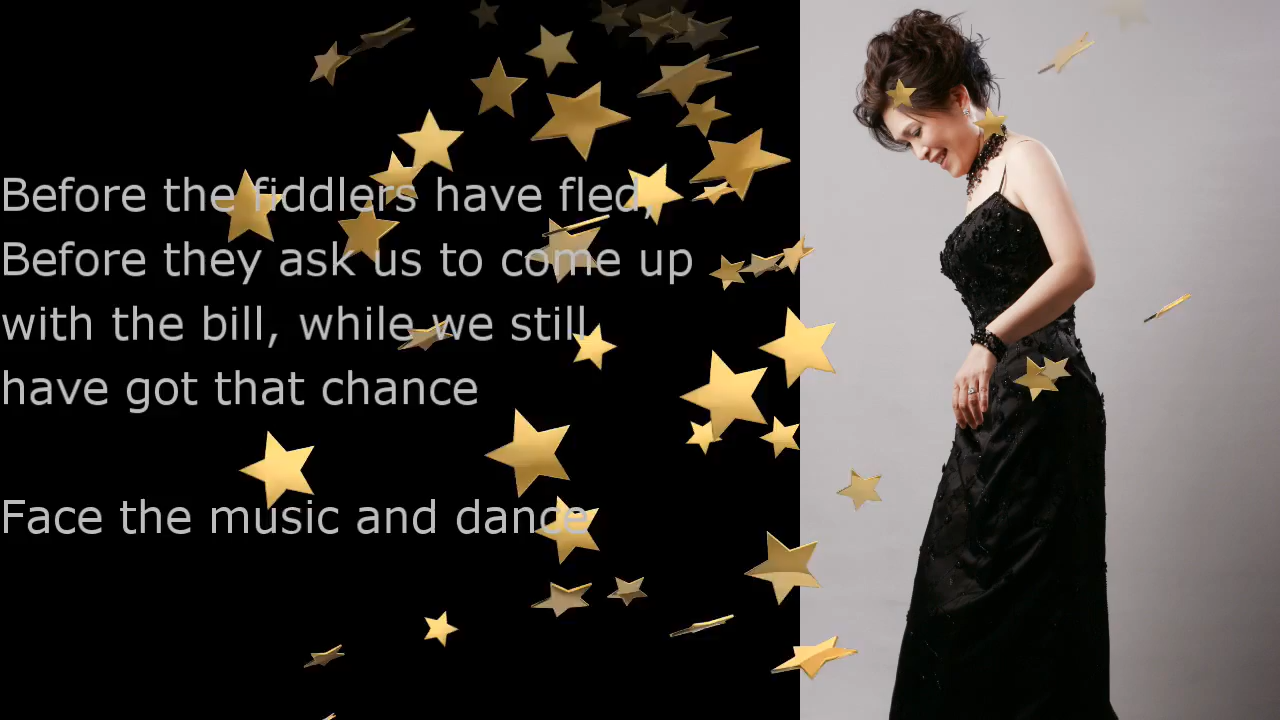 Before the fiddlers have fled,
Before they ask us to come up
with the bill, while we still
have got that chance
Face the music and dance